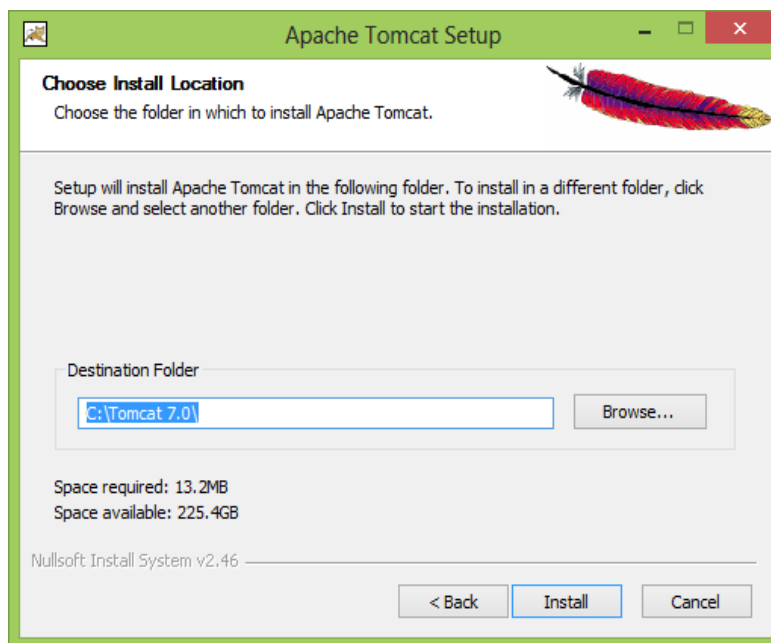 Apache Tomcat Setup
Choose Install Location
Choose the folder in which to install Apache Tomcat.
Setup will install Apache Tomcat in the following folder. To install in a different folder, click
Browse and select another folder. Click Install to start the installation.
Destination Folder
C:\Tomcat 7.0\
Browse...
Space required: 13.2MB
Space available: 225.4GB
Nullsoft Install System v2.46
< Back
Install
Cancel